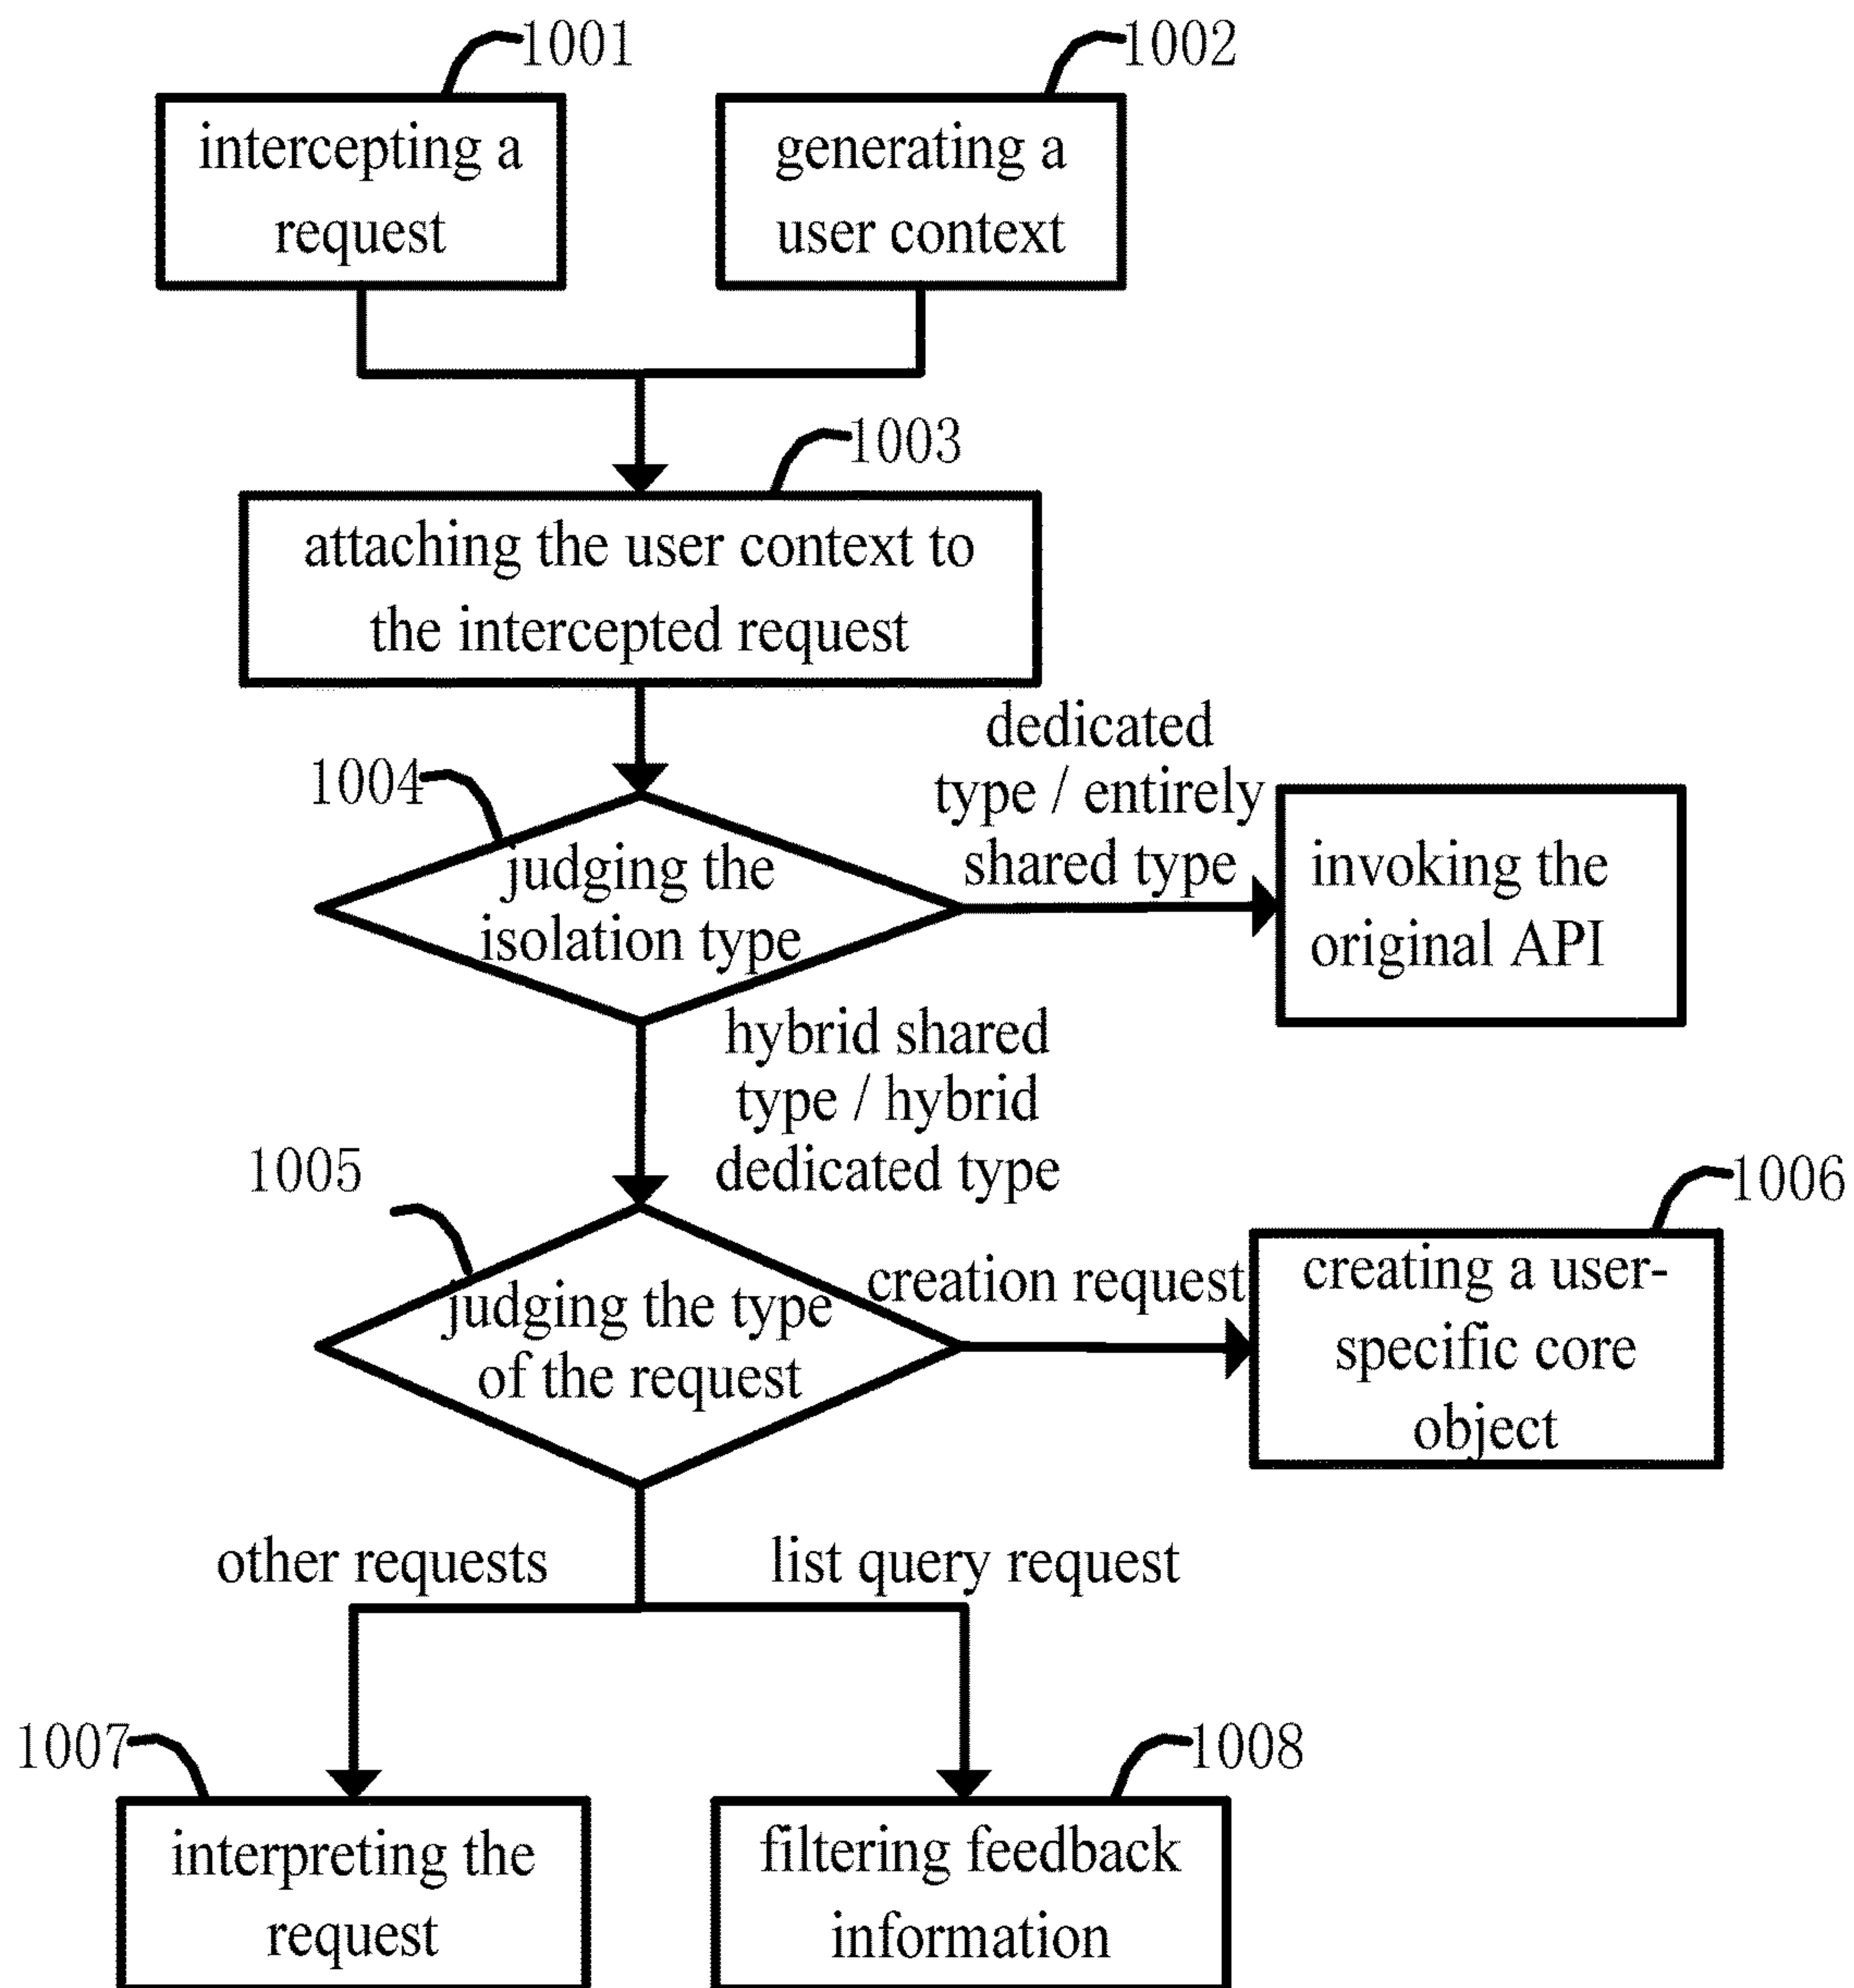 1001
1002
intercepting a
request
generating a
user context
1003
attaching the user context to
the intercepted request
1004
judging the
isolation type
dedicated
type / entirely
shared type
invoking the
original API
hybrid shared
type / hybrid
dedicated type
1005
judging the type
of the request
creation request
1006
creating a user-
specific core
object
other requests
list query request
1007
interpreting the
request
1008
filtering feedback
information